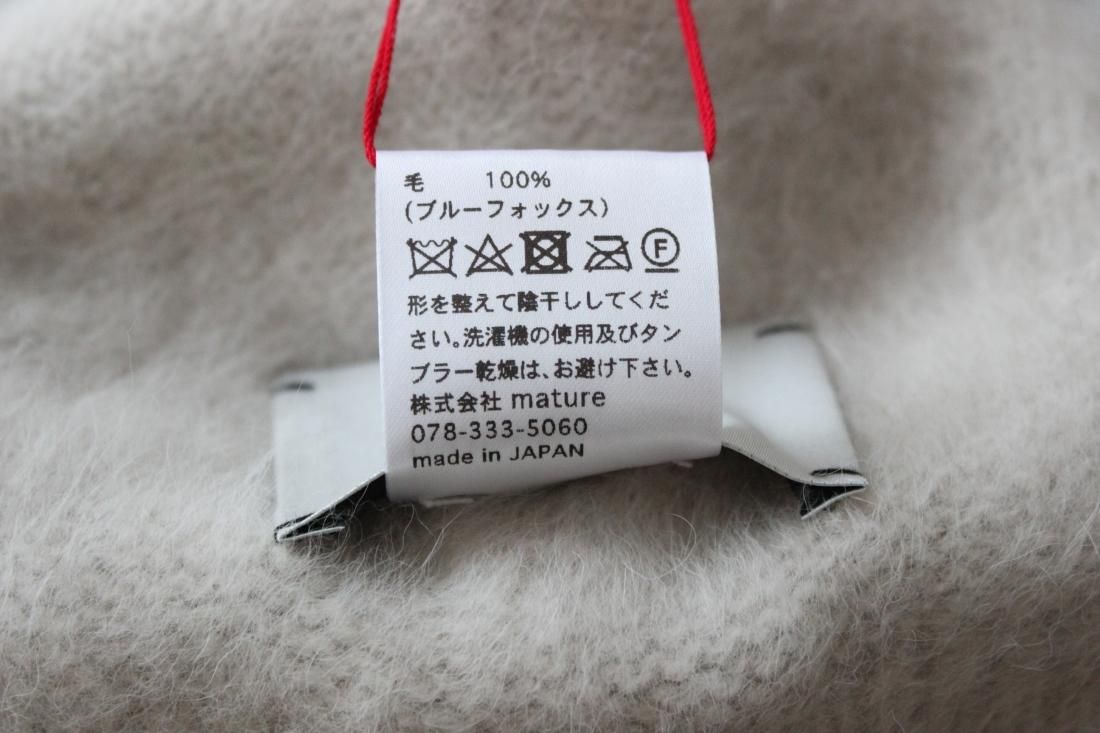 毛 100%
(ブルーフォックス)
F
形を整えて陰干ししてくだ
さい。洗濯機の使用及びタン
ブラー乾燥は、お避け下さい。
株式会社 mature
078-333-5060
made in JAPAN